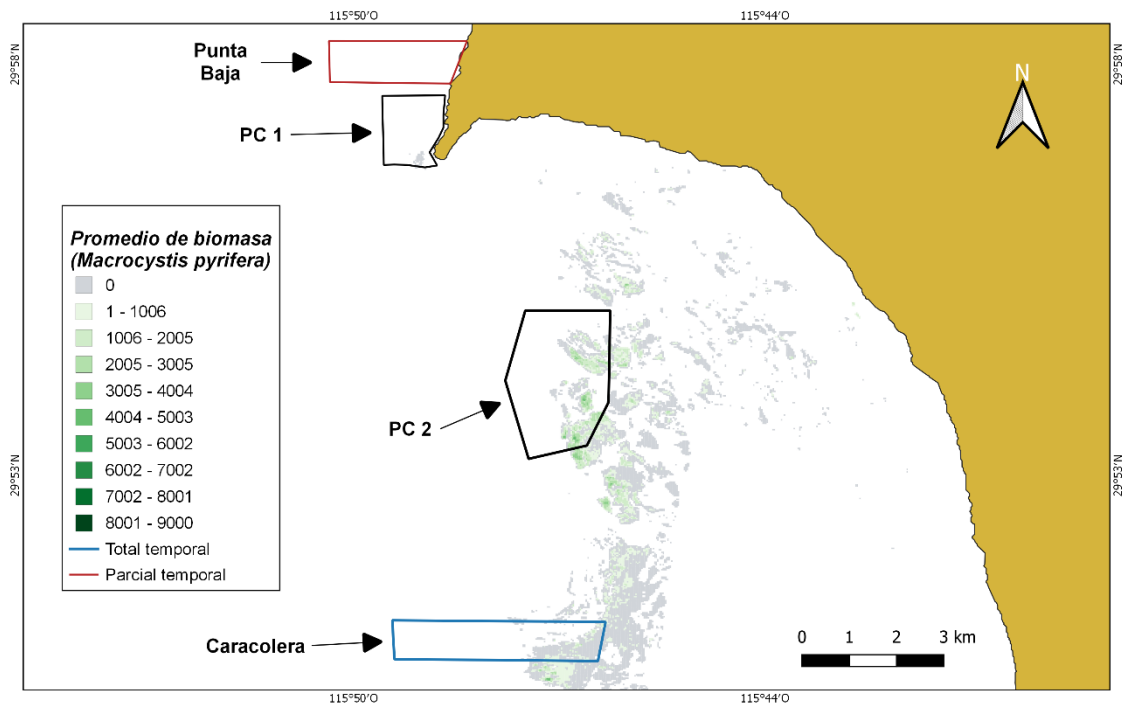 115°50'O
115°44'O
29°58'N
29°58'N
Punta
Baja
PC 1
N
Promedio de biomasa
(Macrocystis pyrifera)
0
1 - 1006
1006 - 2005
2005 - 3005
3005 - 4004
4004 - 5003
5003 - 6002
6002 - 7002
7002 - 8001
8001 - 9000
Total temporal
Parcial temporal
PC 2
29°53'N
29°53'N
Caracolera
0 1 2 3 km
115°50'O
115°44'O